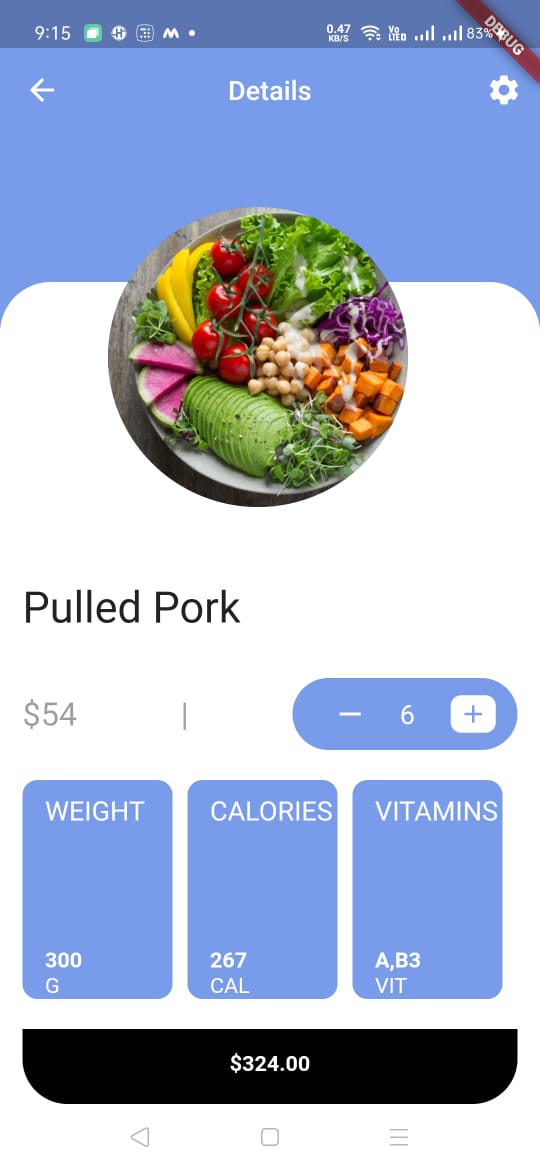 9:15
0.47 KB/S
Vo LTED
83%
DEBUG
Details
Pulled Pork
$54 |
6
WEIGHT CALORIES VITAMINS
300 267 A,B3
G CAL VIT
$324.00